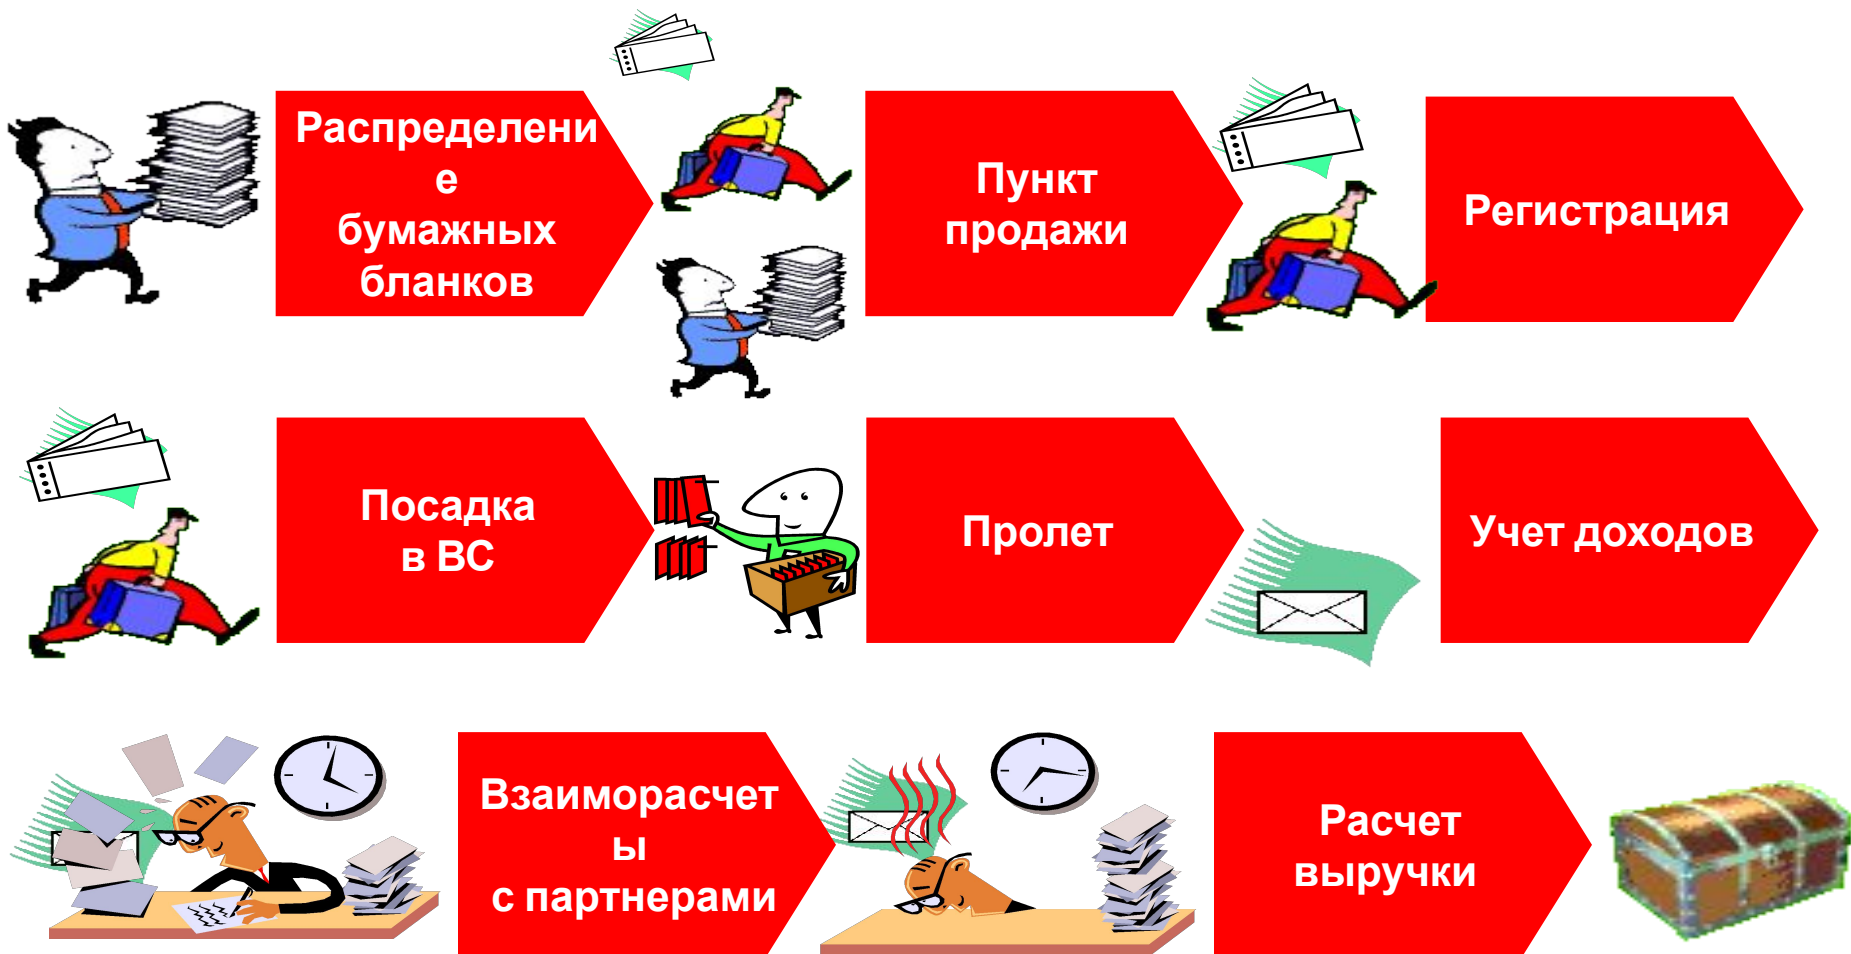 Распределени
е
бумажных
бланков
Пункт
продажи
Регистрация
Посадка
в ВС
Пролет
Учет доходов
Взаиморасчет
ы
с партнерами
Расчет
выручки